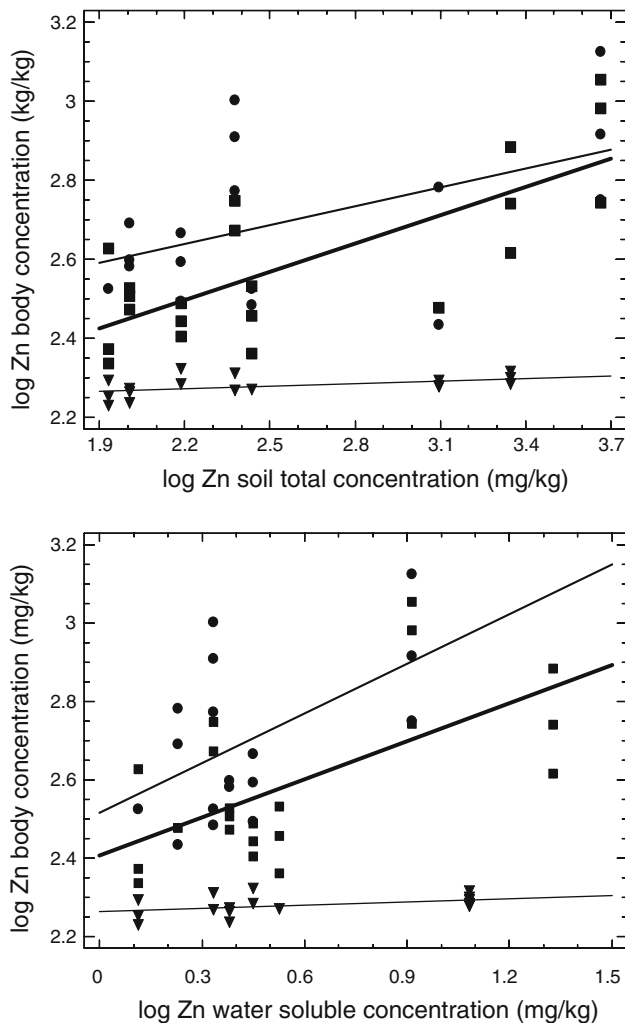 3.2
3.0
2.8
2.6
2.4
2.2
log Zn body concentration (kg/kg)
1.9 2.2 2.5 2.8 3.1 3.4 3.7
log Zn soil total concentration (mg/kg)
3.2
3.0
2.8
2.6
2.4
2.2
log Zn body concentration (mg/kg)
0 0.3 0.6 0.9 1.2 1.5
log Zn water soluble concentration (mg/kg)